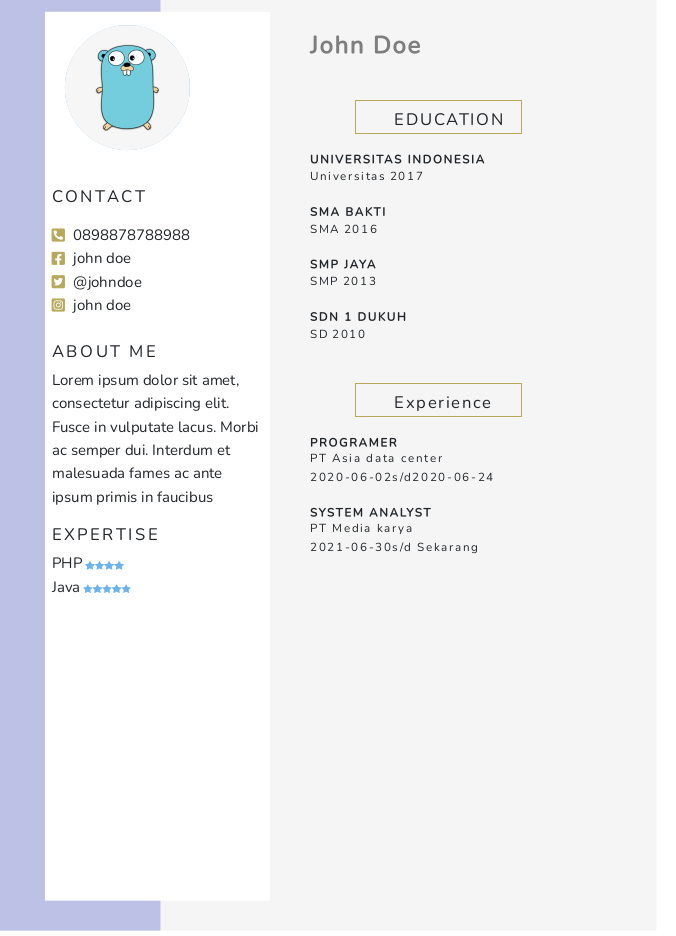 John Doe
CONTACT
0898878788988
john doe
@johndoe
john doe
ABOUT ME
Lorem ipsum dolor sit amet,
consectetur adipiscing elit.
Fusce in vulputate lacus. Morbi
ac semper dui. Interdum et
malesuada fames ac ante
ipsum primis in faucibus
EXPERTISE
PHP
Java
EDUCATION
UNIVERSITAS INDONESIA
Universitas 2017
SMA BAKTI
SMA 2016
SMP JAYA
SMP 2013
SDN 1 DUKUH
SD 2010
Experience
PROGRAMER
PT Asia data center
2020-06-02s/d2020-06-24
SYSTEM ANALYST
PT Media karya
2021-06-30s/d Sekarang